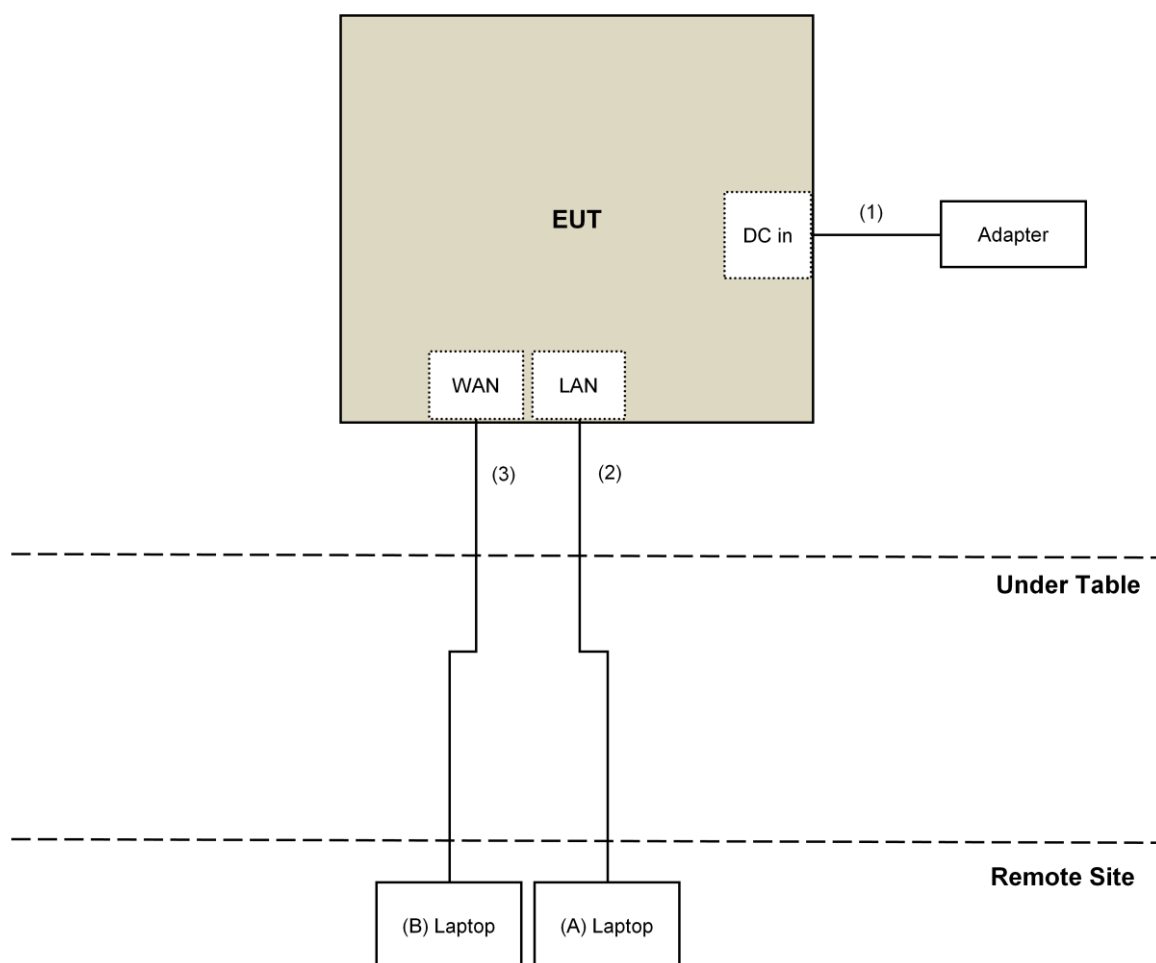 EUT
DC in
(1)
Adapter
WAN
LAN
(3)
(2)
Under Table
Remote Site
(B) Laptop
(A) Laptop